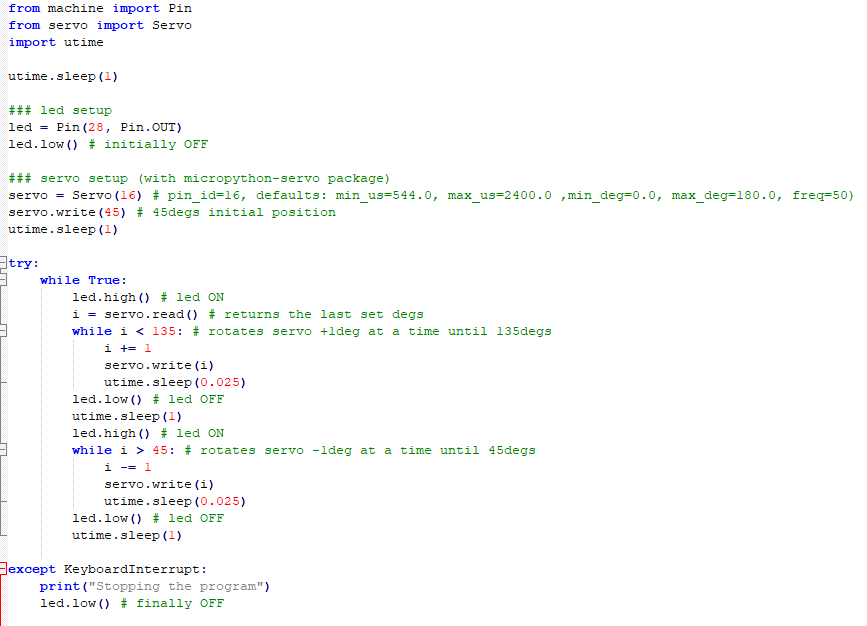 from machine import Pin
from servo import Servo
import utime

utime.sleep(1)

### led setup
led = Pin(28, Pin.OUT)
led.low() # initially OFF

### servo setup (with micropython-servo package)
servo = Servo(16) # pin_id=16, defaults: min_us=544.0, max_us=2400.0 ,min_deg=0.0, max_deg=180.0, freq=50)
servo.write(45) # 45degs initial position
utime.sleep(1)

try:
    while True:
        led.high() # led ON
        i = servo.read() # returns the last set degs
        while i < 135: # rotates servo +1deg at a time until 135degs
            i += 1
            servo.write(i)
            utime.sleep(0.025)
        led.low() # led OFF
        utime.sleep(1)
        led.high() # led ON
        while i > 45: # rotates servo -1deg at a time until 45degs
            i -= 1
            servo.write(i)
            utime.sleep(0.025)
        led.low() # led OFF
        utime.sleep(1)

except KeyboardInterrupt:
    print("Stopping the program")
    led.low() # finally OFF